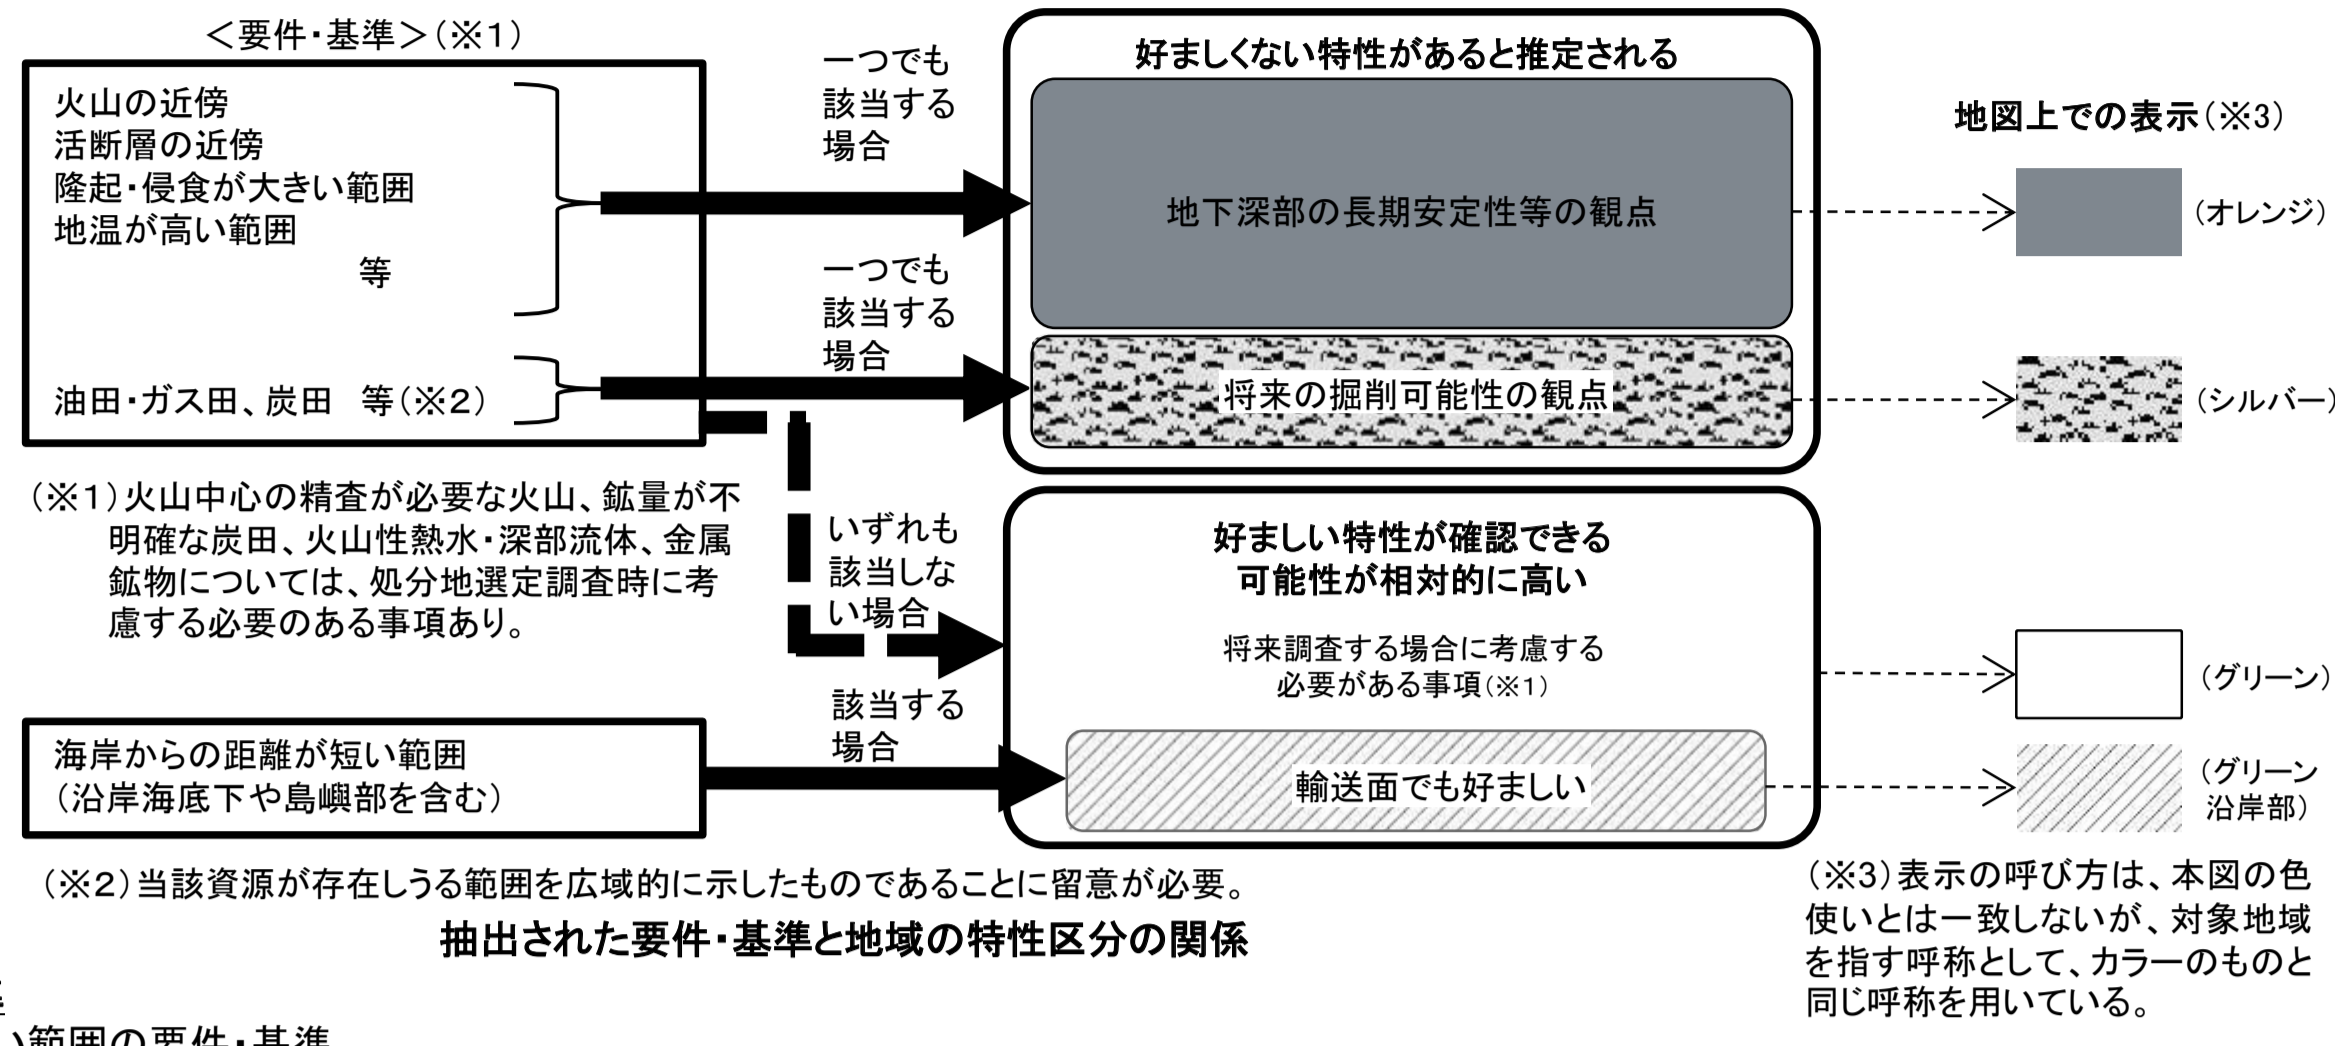 ＜要件・基準＞（※１）
火山の近傍
活断層の近傍
隆起・侵食が大きい範囲
地温が高い範囲
等
油田・ガス田、炭田　等（※２）
一つでも
該当する
場合
一つでも
該当する
場合
好ましくない特性があると推定される
地下深部の長期安定性等の観点
将来の掘削可能性の観点
地図上での表示（※3）
（オレンジ）
（シルバー）
（※１）火山中心の精査が必要な火山、鉱量が不
明確な炭田、火山性熱水・深部流体、金属
鉱物については、処分地選定調査時に考
慮する必要のある事項あり。
いずれも
該当しな
い場合
好ましい特性が確認できる
可能性が相対的に高い
将来調査する場合に考慮する
必要がある事項（※１）
（グリーン）
海岸からの距離が短い範囲
（沿岸海底下や島嶼部を含む）
該当する
場合
輸送面でも好ましい
（グリーン
沿岸部）
（※２）当該資源が存在しうる範囲を広域的に示したものであることに留意が必要。
抽出された要件・基準と地域の特性区分の関係
（※３）表示の呼び方は、本図の色
使いとは一致しないが、対象地域
を指す呼称として、カラーのものと
同じ呼称を用いている。
い範囲の要件・基準